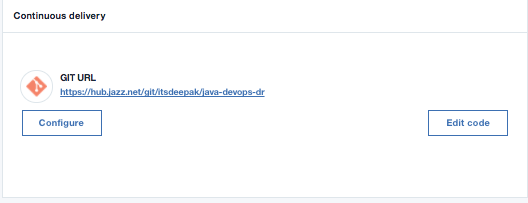 Continuous delivery
GIT URL
https://hub.jazz.net/git/itsdeepak/java-devops-dr
Configure
Edit code